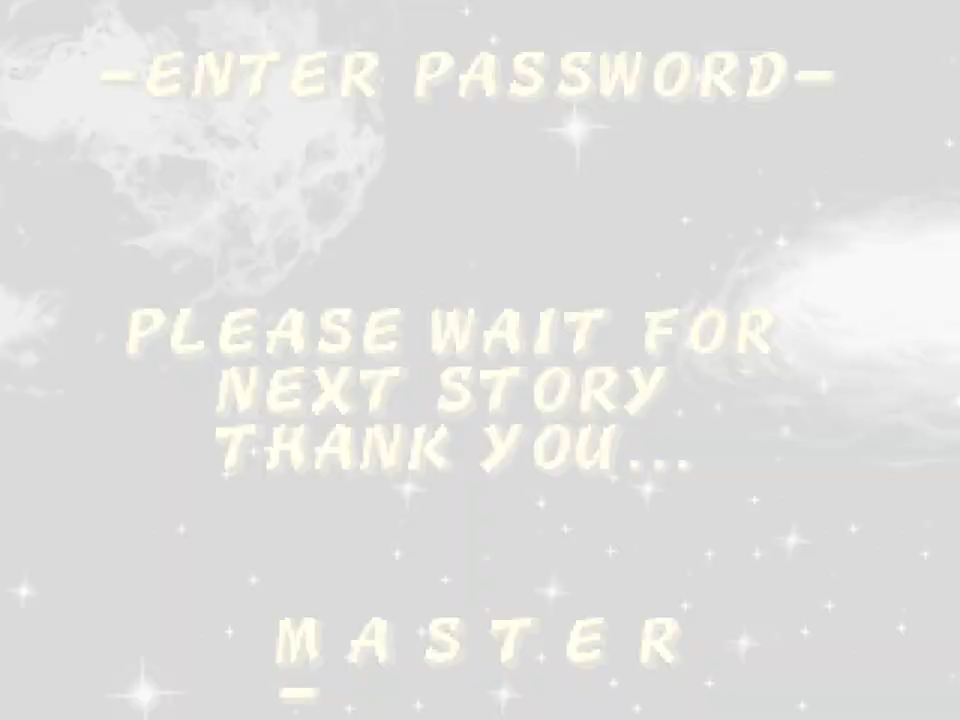 -ENTER PASSWORD-
PLEASE WAIT FOR
NEXT STORY
THANK YOU...
MASTER